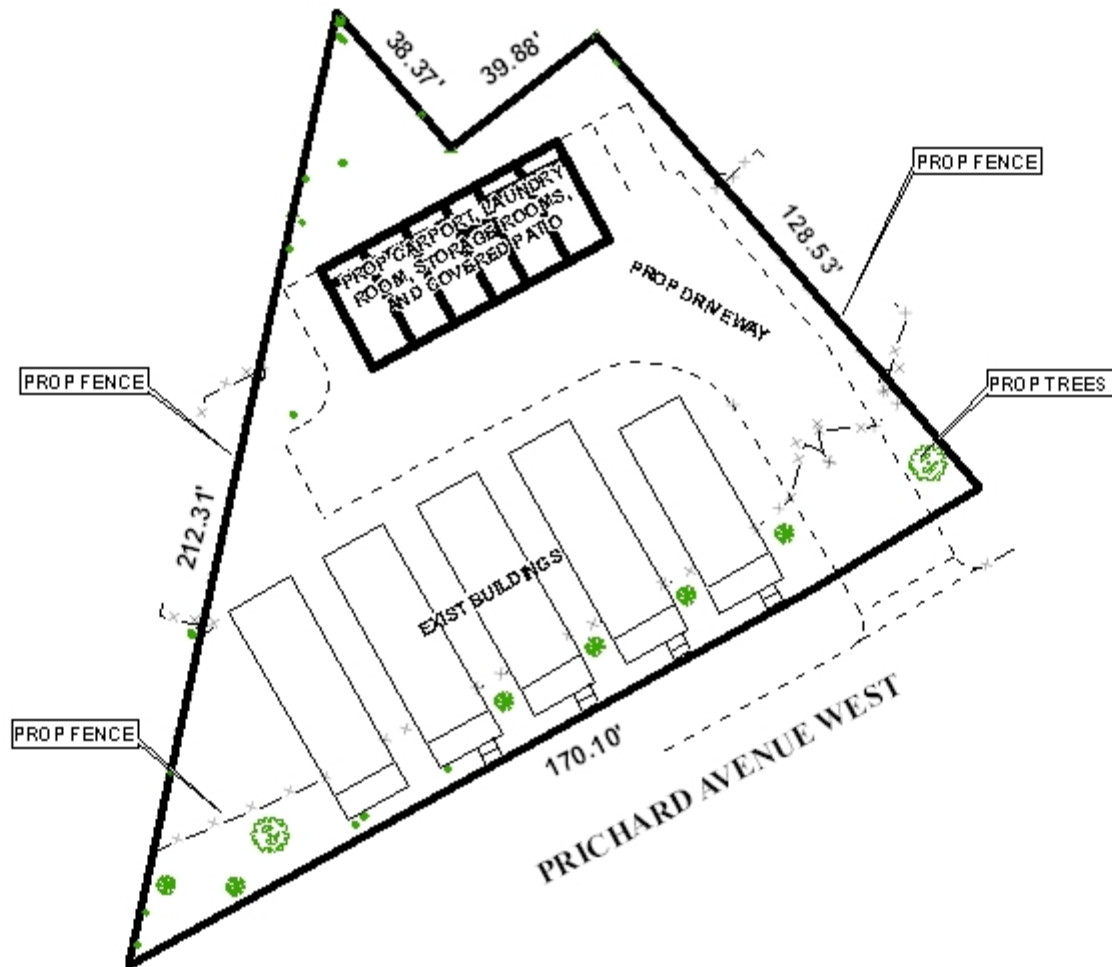 38.37'
39.88'
PROP FENCE
PROP CARPORT, LAUNDRY
ROOM, STORAGE ROOMS,
AND COVERED PATIO
128.53'
PROP DRIVEWAY
PROP FENCE
PROP TREES
212.31'
EXIST BUILDINGS
PROP FENCE
170.10'
PRICHARD AVENUE WEST